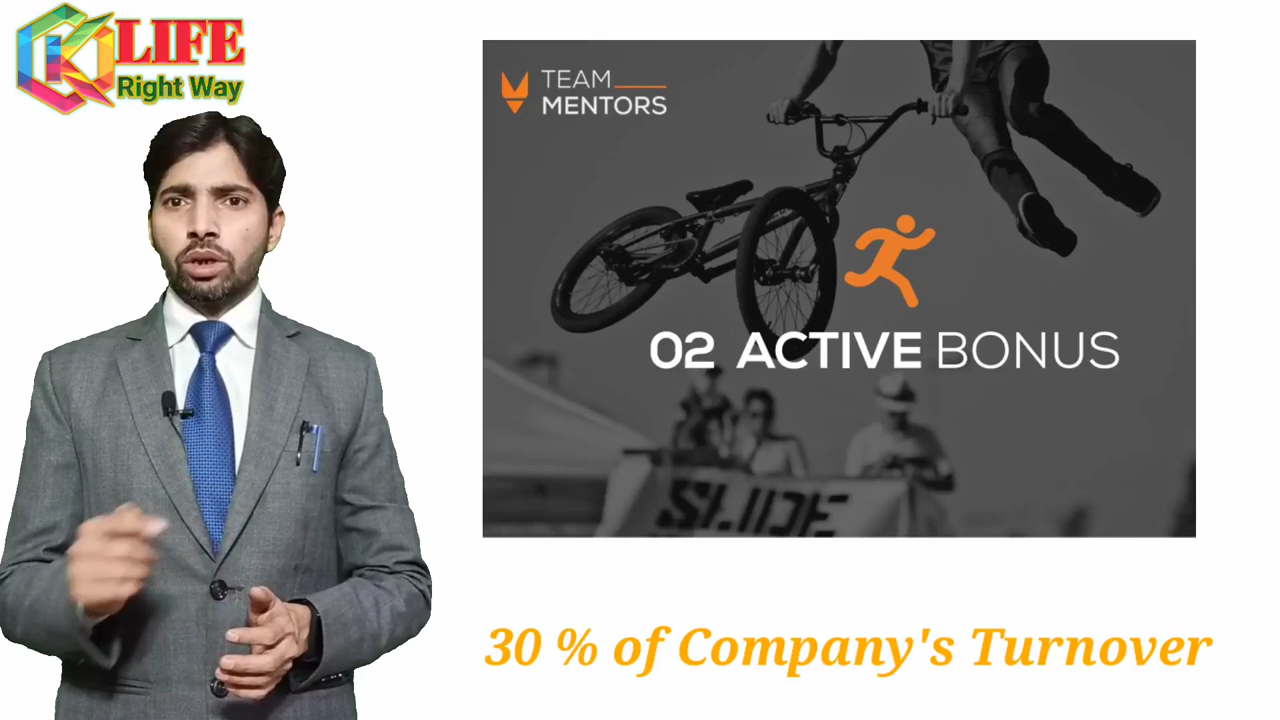 LIFE
Right Way
TEAM
MENTORS
02 ACTIVE BONUS
SLIDE
30 % of Company's Turnover